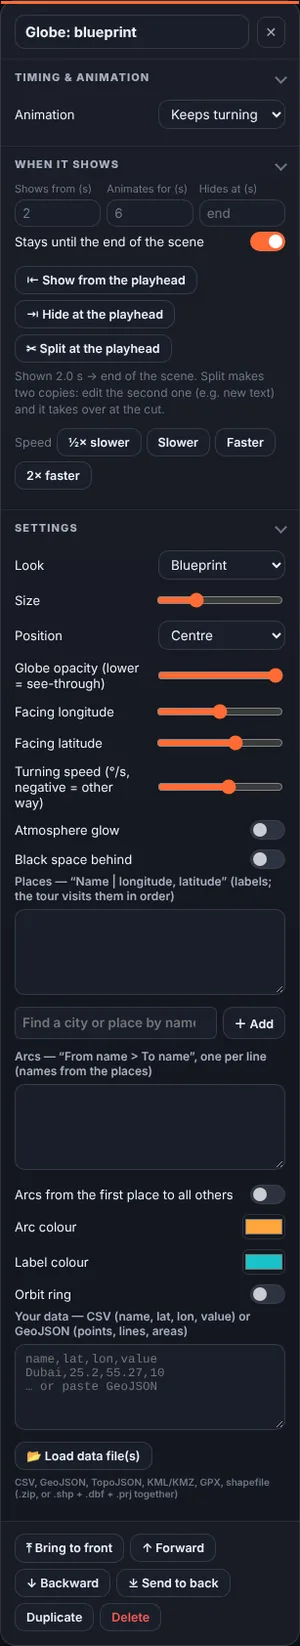 Globe: blueprint
✕
TIMING & ANIMATION
Animation
Keeps turning
WHEN IT SHOWS
Shows from (s) Animates for (s) Hides at (s)
2 6 end
Stays until the end of the scene
⇤ Show from the playhead
⇥ Hide at the playhead
✂ Split at the playhead
Shown 2.0 s → end of the scene. Split makes
two copies: edit the second one (e.g. new text)
and it takes over at the cut.
Speed ½× slower Slower Faster
2× faster
SETTINGS
Look Blueprint
Size
Position Centre
Globe opacity (lower
= see-through)
Facing longitude
Facing latitude
Turning speed (°/s,
negative = other
way)
Atmosphere glow
Black space behind
Places — “Name | longitude, latitude” (labels;
the tour visits them in order)
Find a city or place by name + Add
Arcs — “From name > To name”, one per line
(names from the places)
Arcs from the first place to all others
Arc colour
Label colour
Orbit ring
Your data — CSV (name, lat, lon, value) or
GeoJSON (points, lines, areas)
name,lat,lon,value
Dubai,25.2,55.27,10
… or paste GeoJSON
📂 Load data file(s)
CSV, GeoJSON, TopoJSON, KML/KMZ, GPX, shapefile
(.zip, or .shp + .dbf + .prj together)
⤒ Bring to front ↑ Forward
↓ Backward ⤓ Send to back
Duplicate Delete